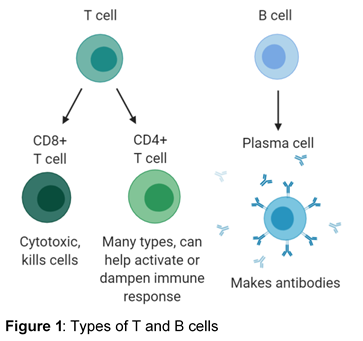 T cell
B cell
CD8+
T cell
CD4+
T cell
Plasma cell
Cytotoxic,
kills cells
Many types, can
help activate or
dampen immune
response
Makes antibodies
Figure 1: Types of T and B cells